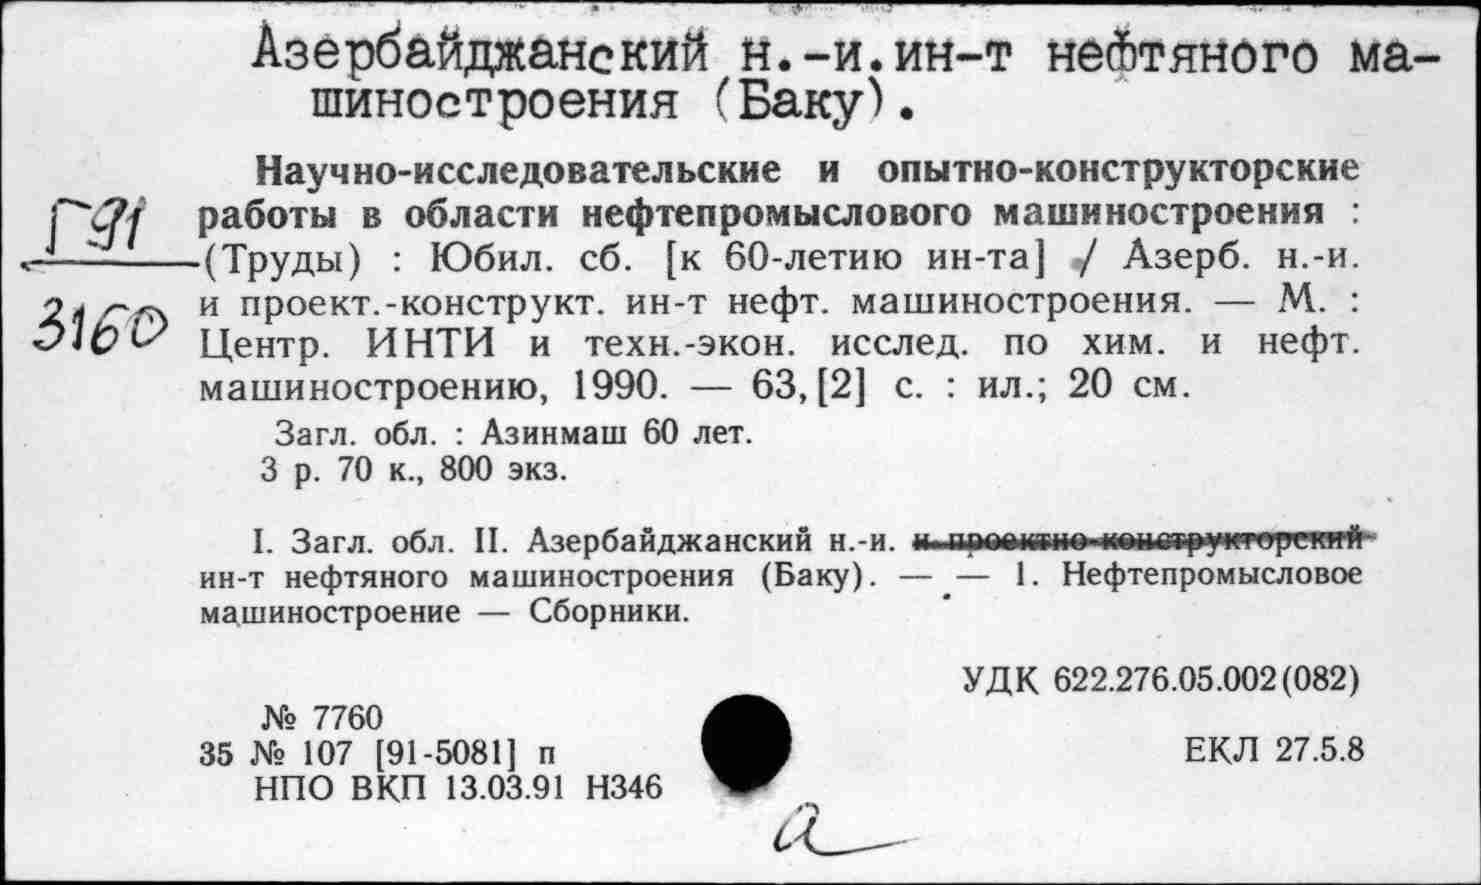 Азербайджанский н.-и.ин-т нефтяного ма-
шиностроения (Баку).
Научно-исследовательские и опытно-конструкторские
Г91 работы в области нефтепромыслового машиностроения :
(Труды) : Юбил. сб. [к 60-летию ин-та] / Азерб. н.-и.
3160 и проект.-конструкт. ин-т нефт. машиностроения. — М. :
Центр. ИНТИ и техн.-экон. исслед. по хим. и нефт.
машиностроению, 1990. — 63,[2] с. : ил.; 20 см.
Загл. обл. : Азинмаш 60 лет.
3 р. 70 к., 800 экз.
I. Загл. обл. II. Азербайджанский н.-и. и проектно-конструкторский
ин-т нефтяного машиностроения (Баку). — — 1. Нефтепромысловое
машиностроение — Сборники.
УДК 622.276.05.002(082)
№ 7760
35 № 107 [91-5081] п ЕКЛ 27.5.8
НПО ВКП 13.03.91 Н346
а